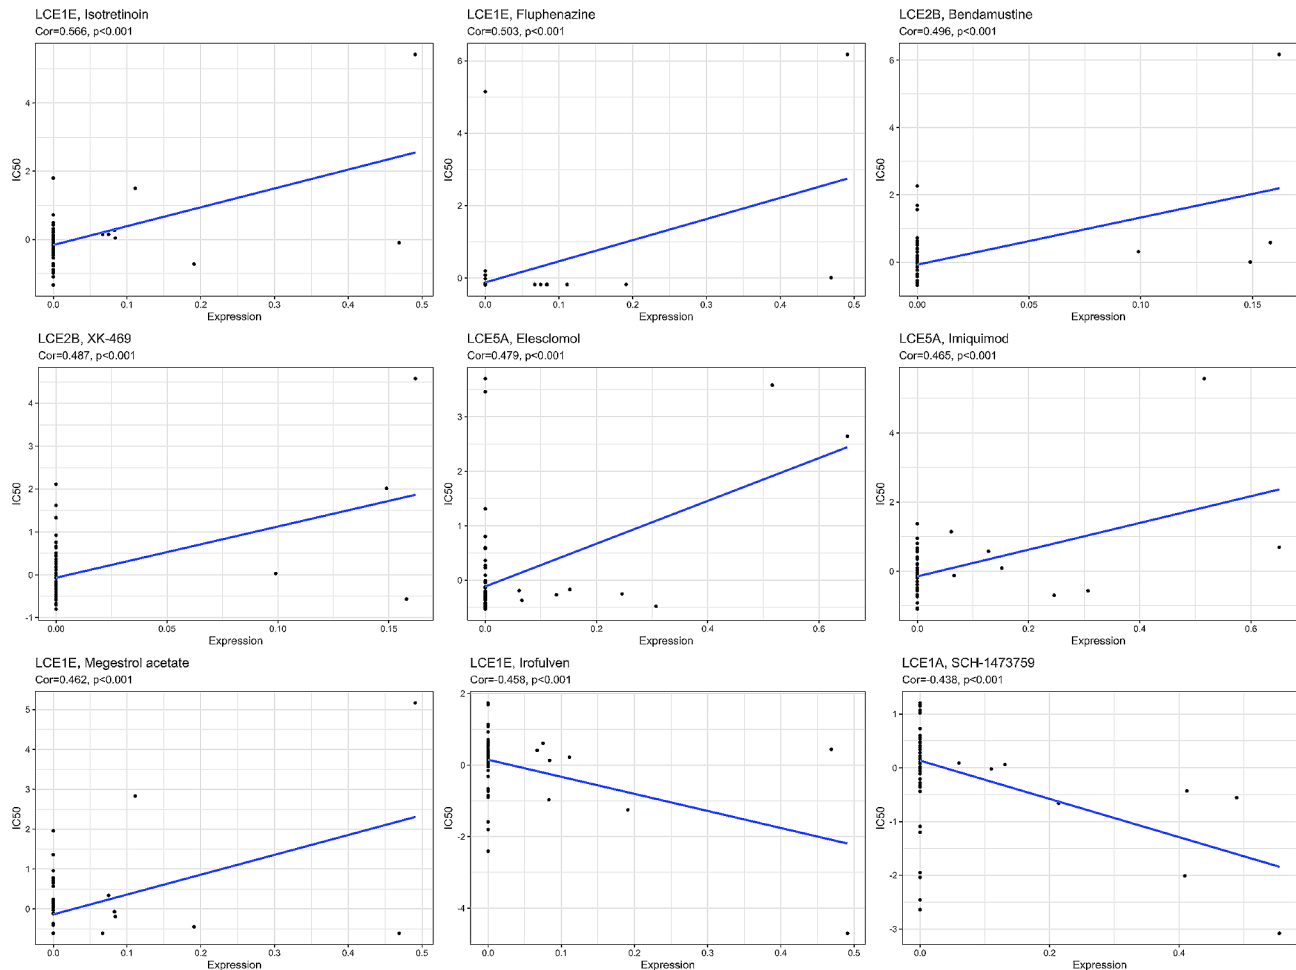 LCE1E, Isotretinoin
Cor=0.566, p<0.001
IC50
4
2
0
0.0 0.1 0.2 0.3 0.4 0.5
Expression
LCE1E, Fluphenazine
Cor=0.503, p<0.001
IC50
6
4
2
0
0.0 0.1 0.2 0.3 0.4 0.5
Expression
LCE2B, Bendamustine
Cor=0.496, p<0.001
IC50
6
4
2
0
0.00 0.05 0.10 0.15
Expression
LCE2B, XK-469
Cor=0.487, p<0.001
IC50
4
3
2
1
0
-1
0.00 0.05 0.10 0.15
Expression
LCE5A, Elesclomol
Cor=0.479, p<0.001
IC50
3
2
1
0
0.0 0.2 0.4 0.6
Expression
LCE5A, Imiquimod
Cor=0.465, p<0.001
IC50
4
2
0
0.0 0.2 0.4 0.6
Expression
LCE1E, Megestrol acetate
Cor=0.462, p<0.001
IC50
5
4
3
2
1
0
0.0 0.1 0.2 0.3 0.4 0.5
Expression
LCE1E, Irofulven
Cor=-0.458, p<0.001
IC50
2
0
-2
-4
0.0 0.1 0.2 0.3 0.4 0.5
Expression
LCE1A, SCH-1473759
Cor=-0.438, p<0.001
IC50
1
0
-1
-2
-3
0.0 0.2 0.4
Expression